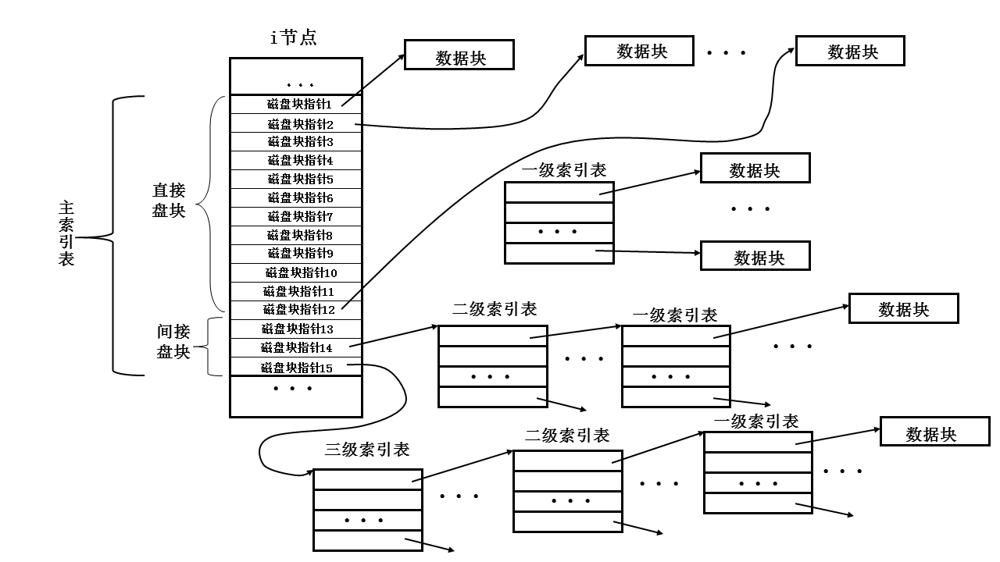 i节点
数据块
数据块
. . .
数据块
. . .
磁盘块指针1
磁盘块指针2
磁盘块指针3
磁盘块指针4
磁盘块指针5
磁盘块指针6
磁盘块指针7
磁盘块指针8
磁盘块指针9
磁盘块指针10
磁盘块指针11
磁盘块指针12
磁盘块指针13
磁盘块指针14
磁盘块指针15
. . .
主索引表
直接
盘块
间接
盘块
一级索引表
. . .
数据块
. . .
数据块
二级索引表
. . .
. . .
一级索引表
. . .
数据块
. . .
三级索引表
. . .
. . .
二级索引表
. . .
. . .
一级索引表
. . .
数据块
. . .